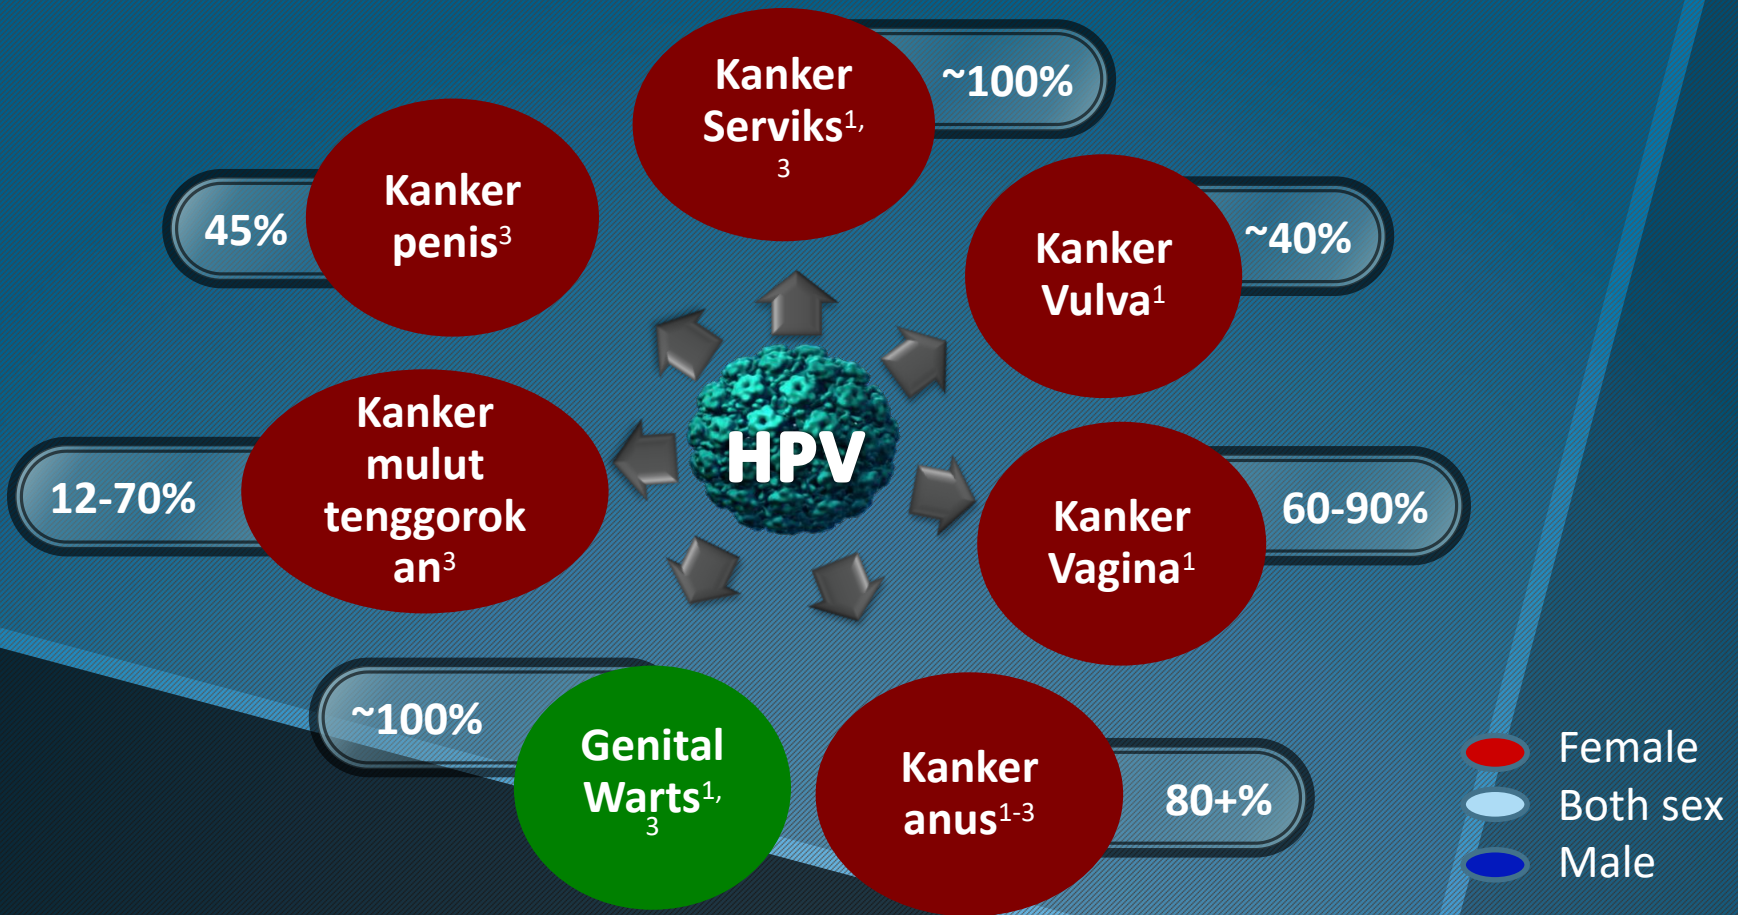 Kanker
Serviks1,
3
~100%
Kanker
penis3
45%
Kanker
Vulva1
~40%
HPV
Kanker
mulut
tenggorok
an3
12-70%
Kanker
Vagina1
60-90%
~100%
Genital
Warts1,
3
Kanker
anus1-3
80+%
Female
Both sex
Male